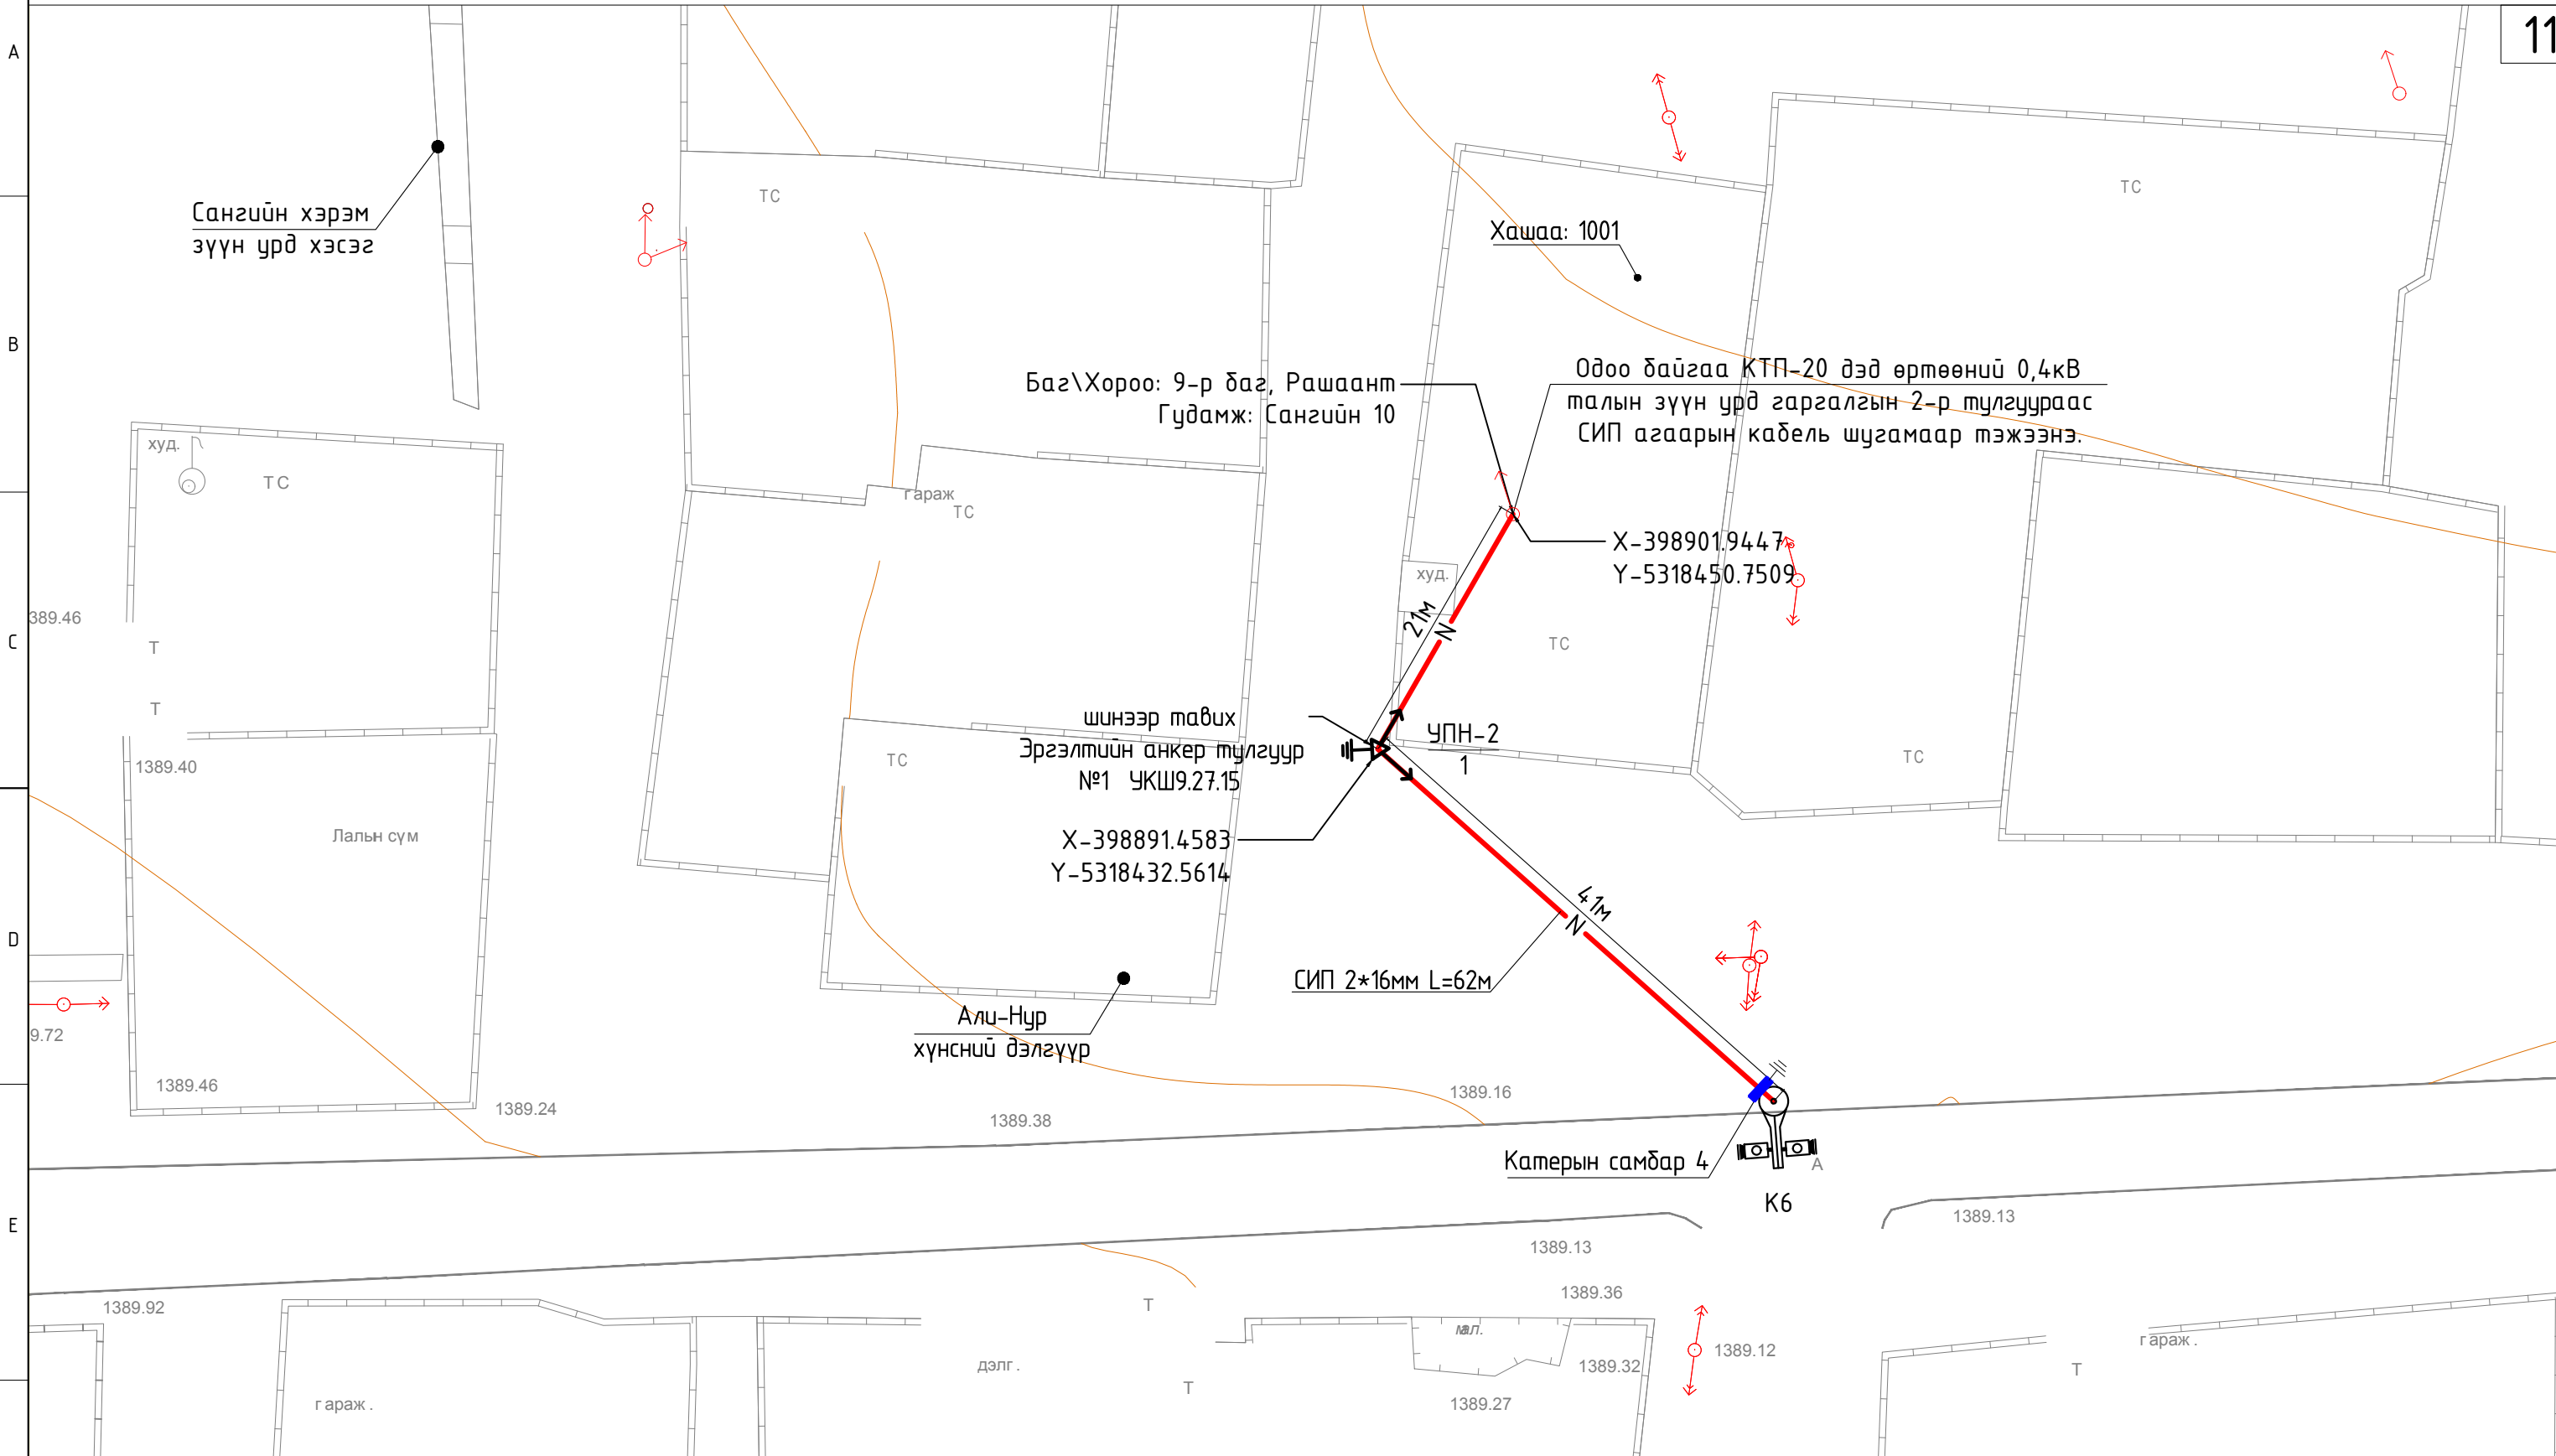 11
A
B
C
D
E
Сангийн хэрэм
зүүн урд хэсэг
ТС
ТС
Хашаа: 1001
Баг\Хороо: 9-р баг, Рашаант
Гудамж: Сангийн 10
Одоо байгаа КТП-20 дэд өртөөний 0,4кВ
талын зүүн урд гаргалгын 2-р тулгуураас
СИП агаарын кабель шугамаар тэжээнэ.
худ.
ТС
гараж
ТС
X-398901.9447
Y-5318450.7509
худ.
21м
N
ТС
389.46
Т
Т
1389.40
шинээр тавих
Эргэлтийн анкер тулгуур
№1 УКШ9.27.15
УПН-2
1
ТС
ТС
X-398891.4583
Y-5318432.5614
Лалын сүм
41м
N
СИП 2*16мм L=62м
Али-Нур
хүнсний дэлгүүр
9.72
1389.46
1389.24
1389.38
1389.16
Катерын самбар 4
А
К6
1389.13
1389.13
1389.36
1389.92
Т
мал.
1389.12
гараж.
дэлг.
1389.32
Т
Т
гараж.
1389.27